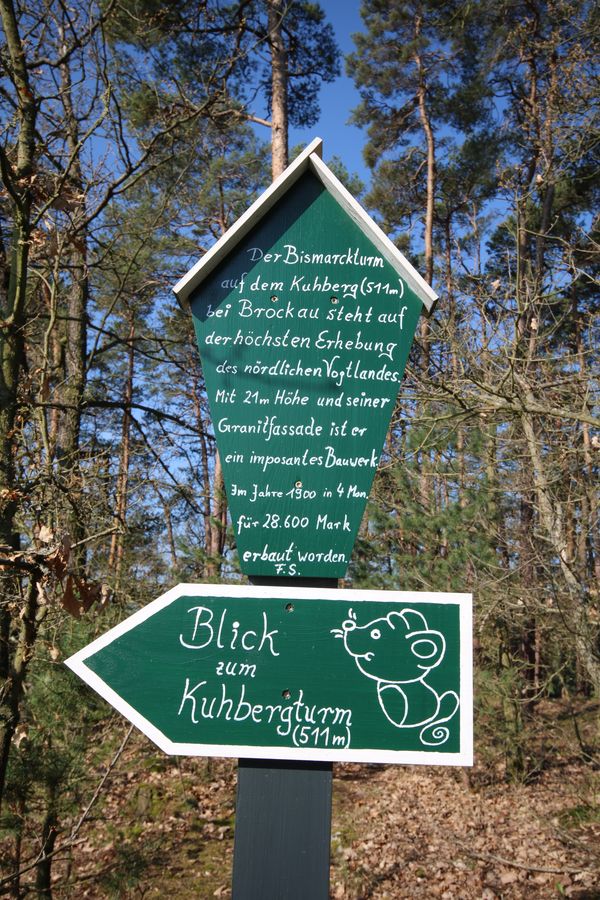 Der Bismarckturm
auf dem Kuhberg (511m)
bei Brockau steht auf
der höchsten Erhebung
des nördlichen Vogtlandes.
Mit 21m Höhe und seiner
Granitfassade ist er
ein imposantes Bauwerk.
Im Jahre 1900 in 4 Mon.
für 28.600 Mark
erbaut worden.
F.S.
Blick
zum
Kuhbergturm
(511m)